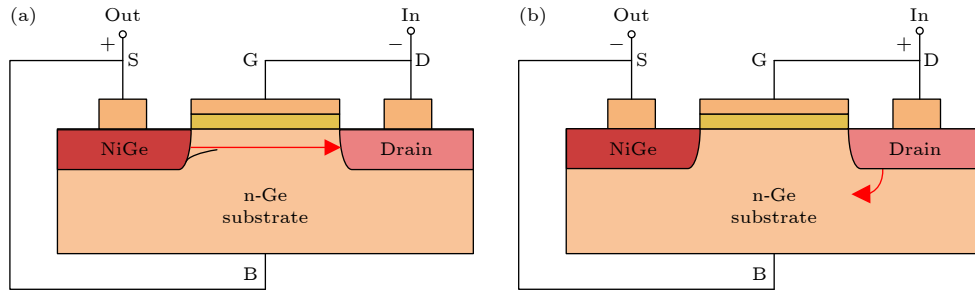 (a)
Out
In
+
S
G
−
D
NiGe
Drain
n-Ge
substrate
B
(b)
Out
In
−
S
G
+
D
NiGe
Drain
n-Ge
substrate
B